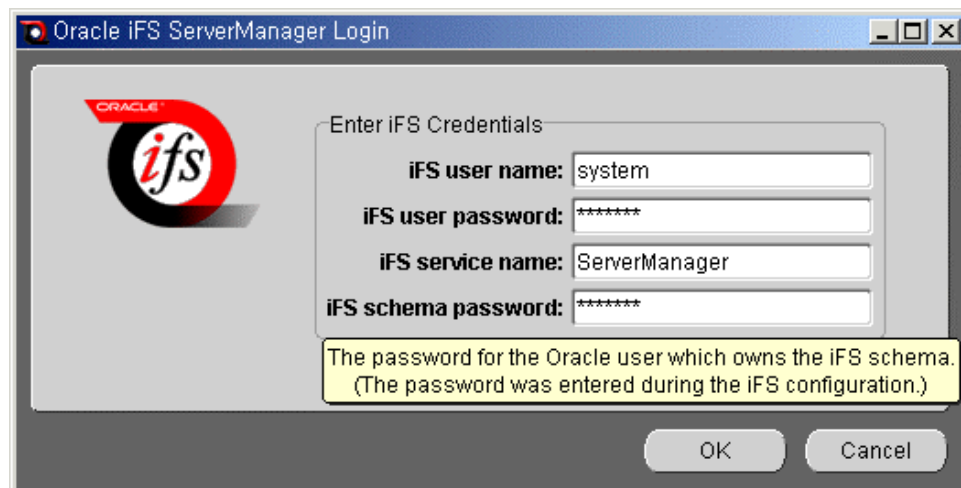 Oracle iFS ServerManager Login
ORACLE
ifs
Enter iFS Credentials
iFS user name: system
iFS user password: *******
iFS service name: ServerManager
iFS schema password: *******
The password for the Oracle user which owns the iFS schema.
(The password was entered during the iFS configuration.)
OK Cancel